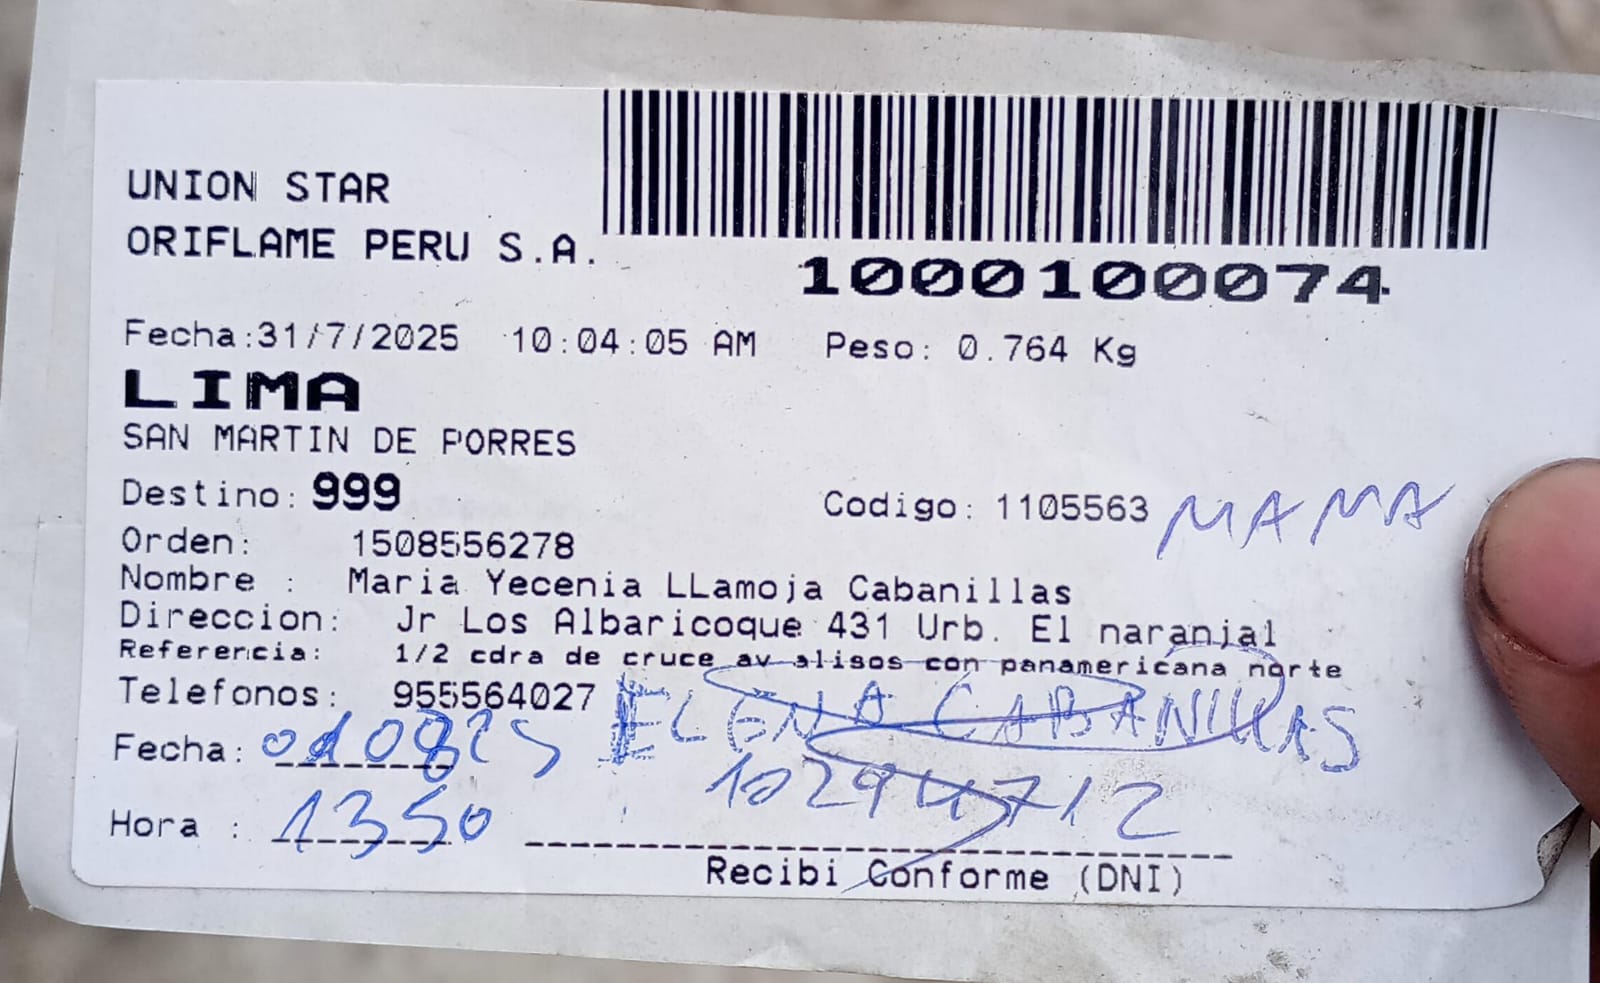 UNION STAR
ORIFLAME PERU S.A.
1000100074
Fecha:31/7/2025 10:04:05 AM Peso: 0.764 Kg
LIMA
SAN MARTIN DE PORRES
Destino: 999 Codigo: 1105563 MAMA
Orden: 1508556278
Nombre : Maria Yecenia LLamoja Cabanillas
Direccion: Jr Los Albaricoque 431 Urb. El naranjal
Referencia: 1/2 cdra de cruce av alisos con panamericana norte
Telefonos: 955564027 ELENA CABANILLAS
Fecha: 010825
Hora : 1350
Recibi Conforme (DNI)